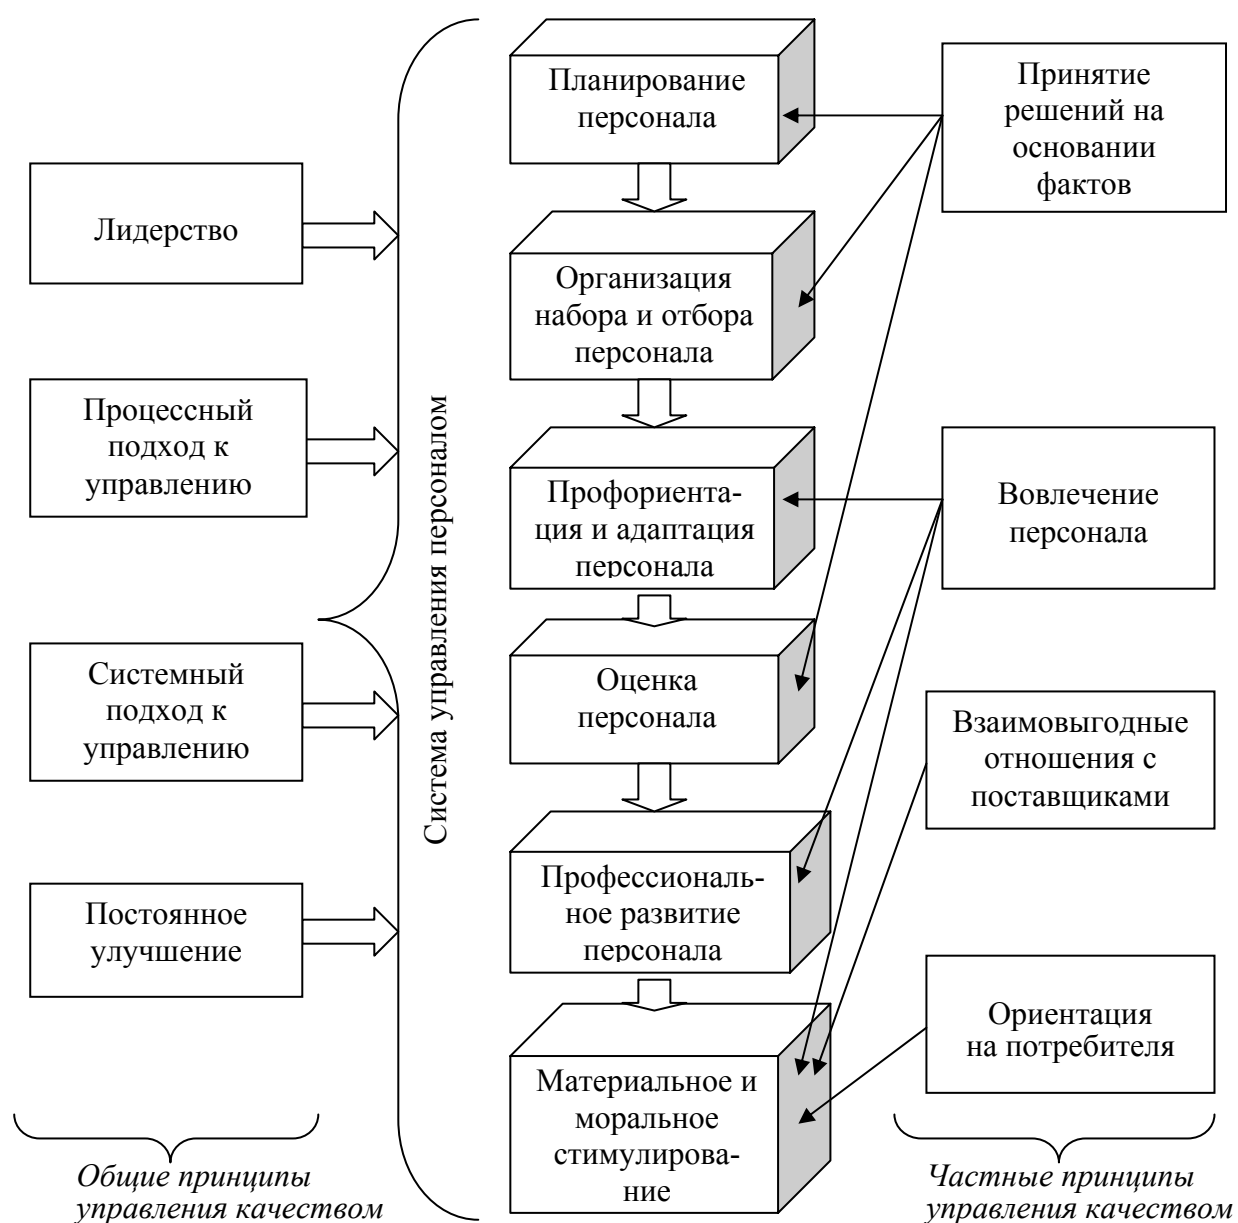 Лидерство
Процессный
подход к
управлению
Системный
подход к
управлению
Постоянное
улучшение
Общие принципы
управления качеством
Система управления персоналом
Планирование
персонала
Организация
набора и отбора
персонала
Профориента-
ция и адаптация
персонала
Оценка
персонала
Профессиональ-
ное развитие
персонала
Материальное и
моральное
стимулирова-
ние
Принятие
решений на
основании
фактов
Вовлечение
персонала
Взаимовыгодные
отношения с
поставщиками
Ориентация
на потребителя
Частные принципы
управления качеством